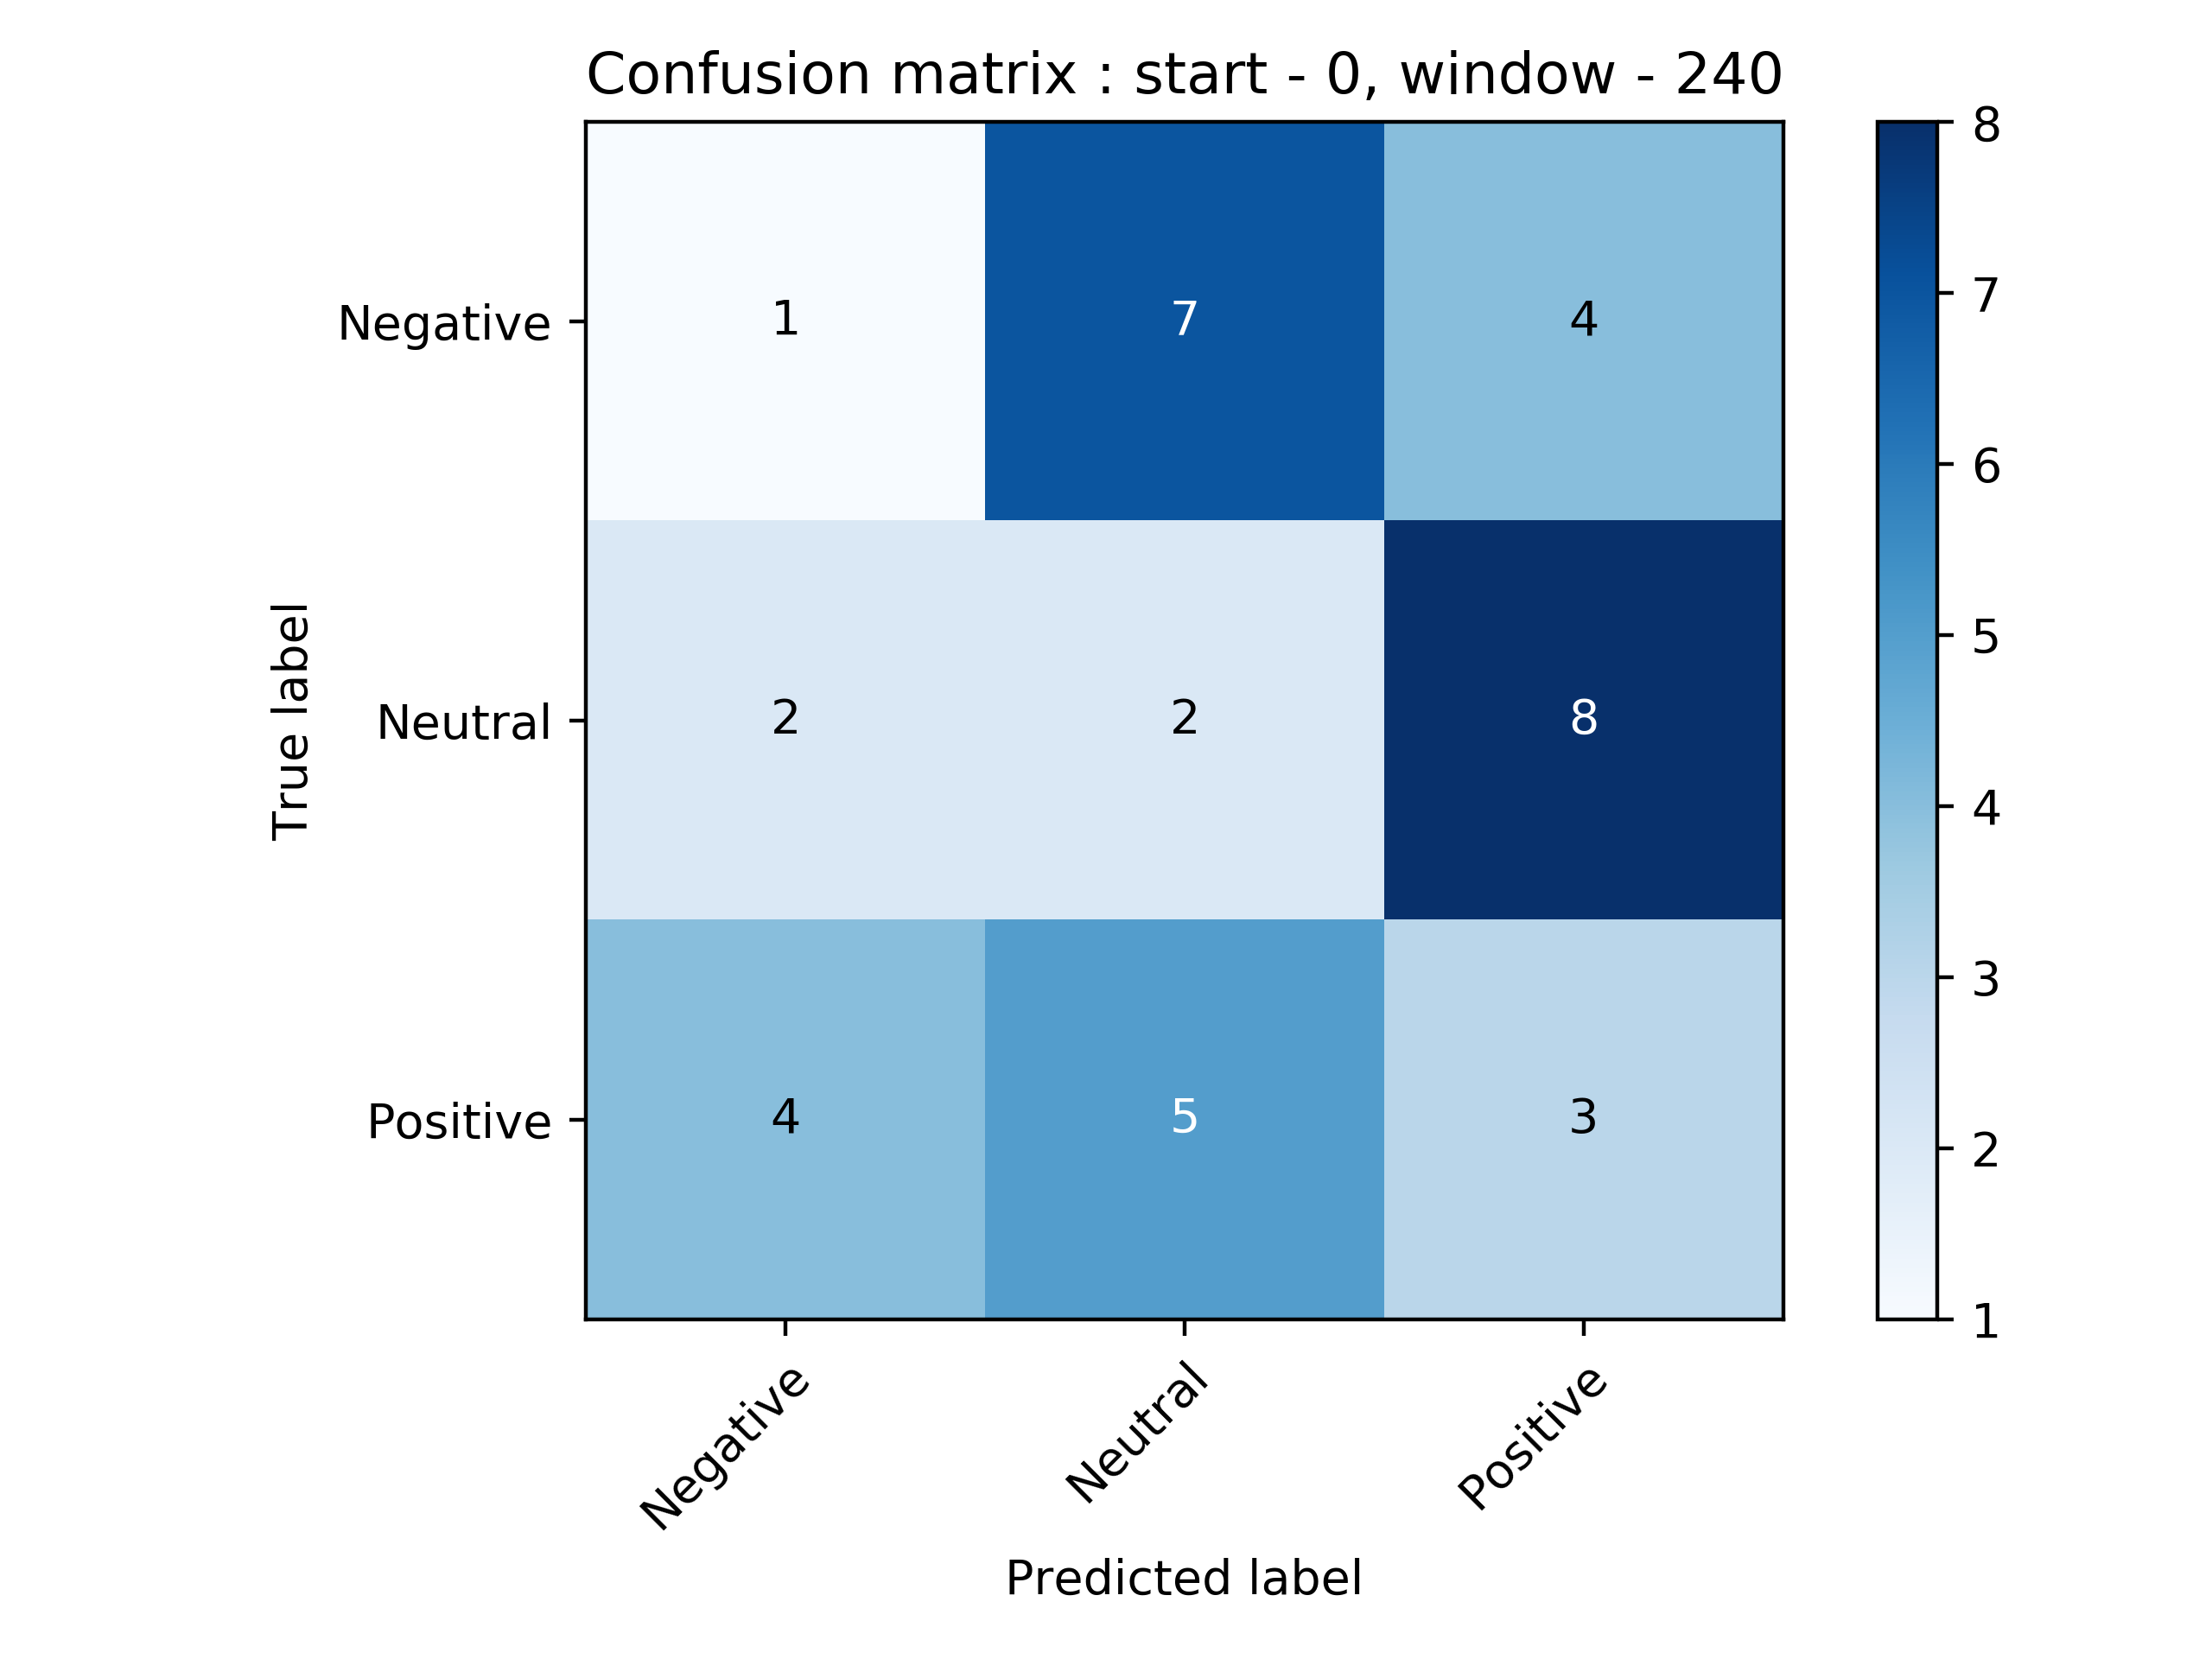 Confusion matrix : start - 0, window - 240
True label
Negative
1 7 4
Neutral
2 2 8
Positive
4 5 3
Negative
Neutral
Positive
Predicted label
8
7
6
5
4
3
2
1